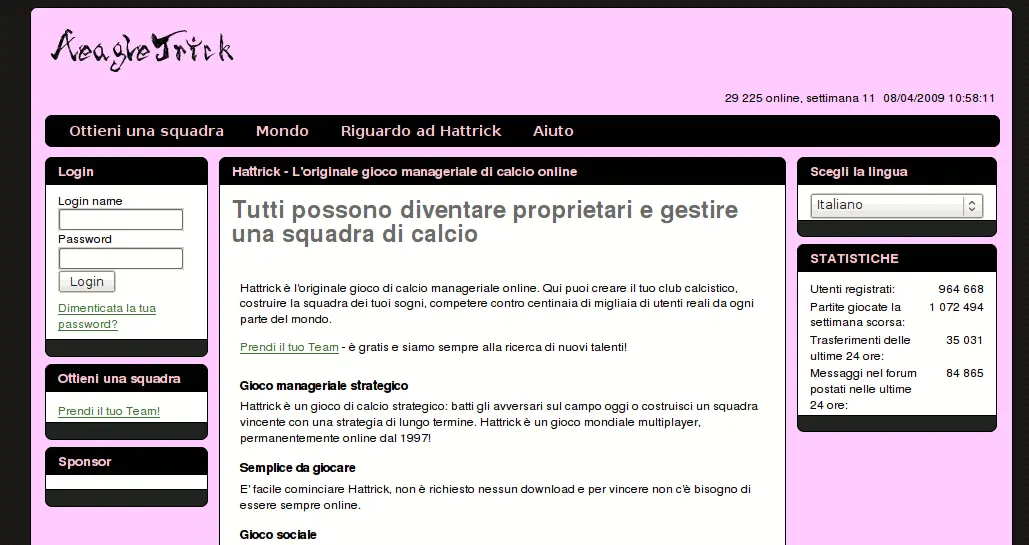 AeagleTrick
29 225 online, settimana 11 08/04/2009 10:58:11
Ottieni una squadra Mondo Riguardo ad Hattrick Aiuto
Login
Login name
Password
Login
Dimenticata la tua
password?
Ottieni una squadra
Prendi il tuo Team!
Sponsor
Hattrick - L'originale gioco manageriale di calcio online
Tutti possono diventare proprietari e gestire
una squadra di calcio
Hattrick è l'originale gioco di calcio manageriale online. Qui puoi creare il tuo club calcistico,
costruire la squadra dei tuoi sogni, competere contro centinaia di migliaia di utenti reali da ogni
parte del mondo.
Prendi il tuo Team - è gratis e siamo sempre alla ricerca di nuovi talenti!
Gioco manageriale strategico
Hattrick è un gioco di calcio strategico: batti gli avversari sul campo oggi o costruisci un squadra
vincente con una strategia di lungo termine. Hattrick è un gioco mondiale multiplayer,
permanentemente online dal 1997!
Semplice da giocare
E' facile cominciare Hattrick, non è richiesto nessun download e per vincere non c'è bisogno di
essere sempre online.
Gioco sociale
Scegli la lingua
Italiano
STATISTICHE
Utenti registrati: 964 668
Partite giocate la 1 072 494
settimana scorsa:
Trasferimenti delle 35 031
ultime 24 ore:
Messaggi nel forum 84 865
postati nelle ultime
24 ore: